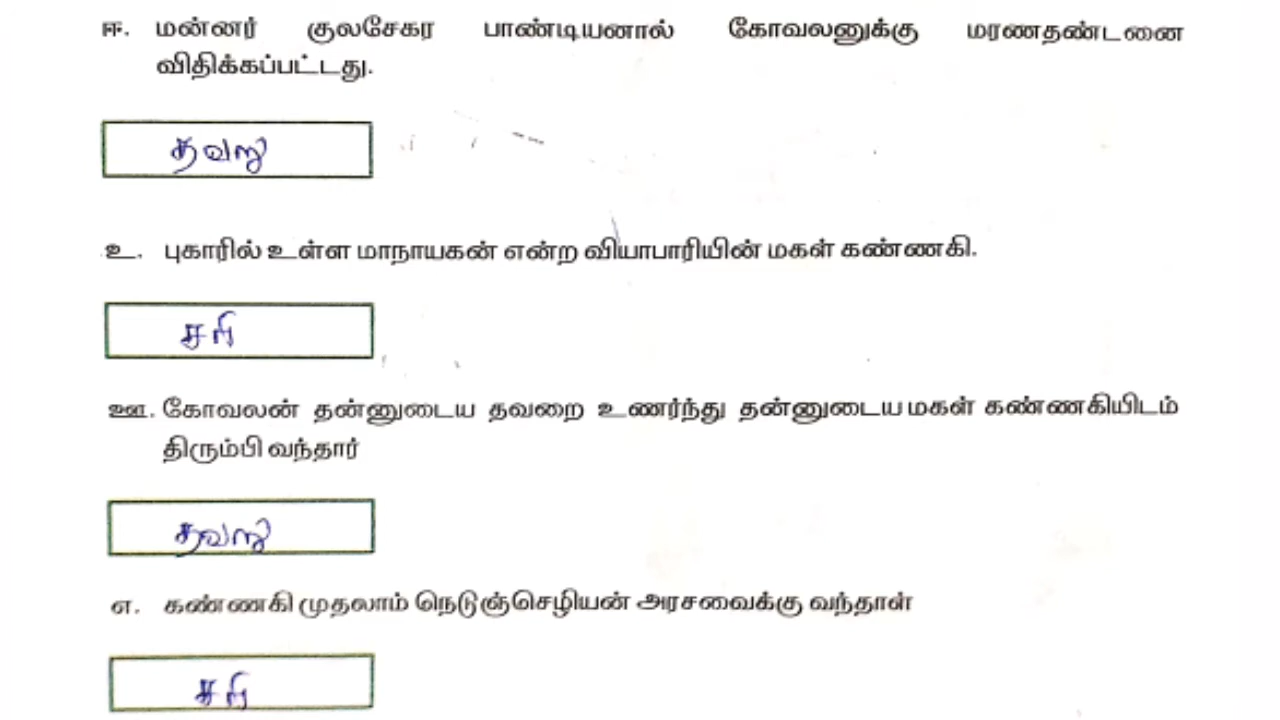 ஈ. மன்னர் குலசேகர பாண்டியனால் கோவலனுக்கு மரணதண்டனை
விதிக்கப்பட்டது.
தவறு
உ. புகாரில் உள்ள மாநாயகன் என்ற வியாபாரியின் மகள் கண்ணகி.
சரி
ஊ. கோவலன் தன்னுடைய தவறை உணர்ந்து தன்னுடைய மகள் கண்ணகியிடம்
திரும்பி வந்தார்
தவறு
எ. கண்ணகி முதலாம் நெடுஞ்செழியன் அரசவைக்கு வந்தாள்
சரி